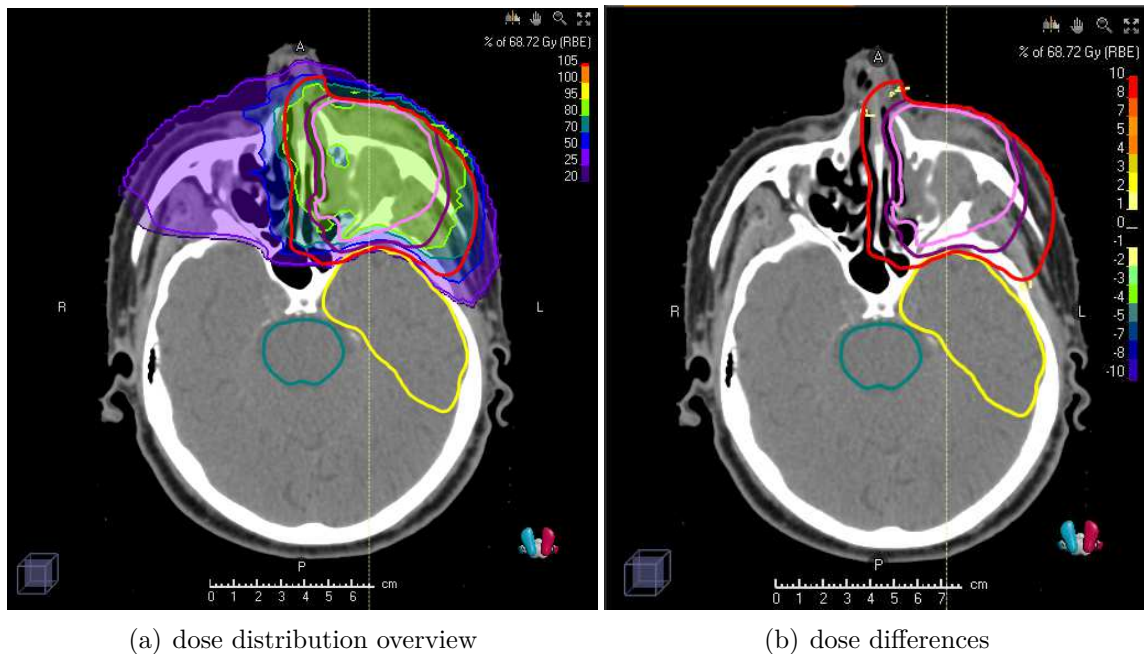 A
% of 68.72 Gy (RBE)
105
100
95
80
70
50
25
20
R
L
P
0 1 2 3 4 5 6 cm
(a) dose distribution overview
A
% of 68.72 Gy (RBE)
10
8
7
5
4
2
1
0
-1
-2
-4
-5
-7
-8
-10
R
L
P
0 1 2 3 4 5 6 7 cm
(b) dose differences